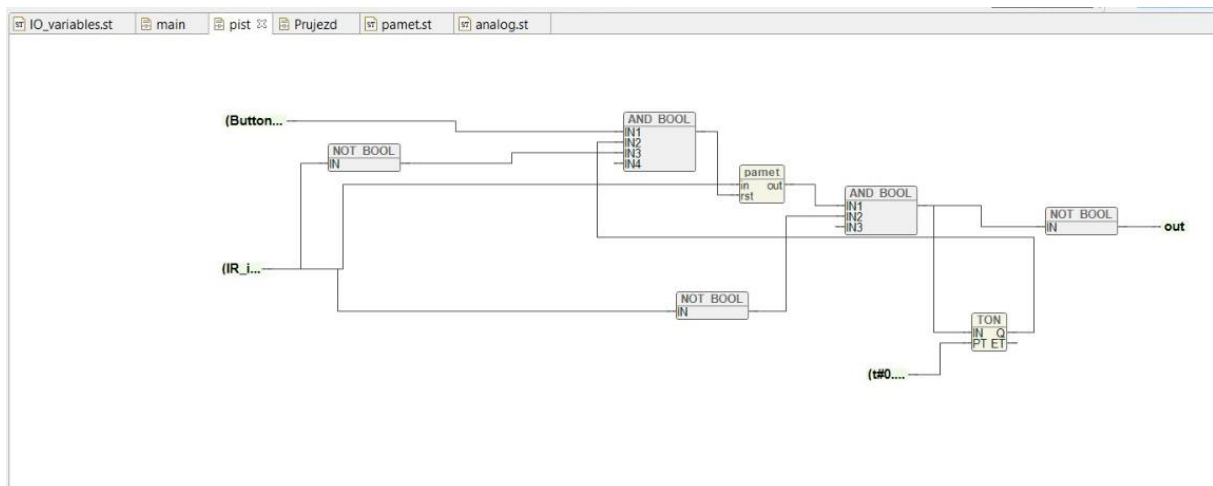 IO_variables.st main pist Prujezd pamet.st analog.st
(Button...
AND BOOL
IN1
IN2
IN3
IN4
NOT BOOL
IN
pamet
in out
rst
AND BOOL
IN1
IN2
IN3
NOT BOOL
IN
out
(IR_i...
NOT BOOL
IN
TON
IN Q
PT ET
(t#0....